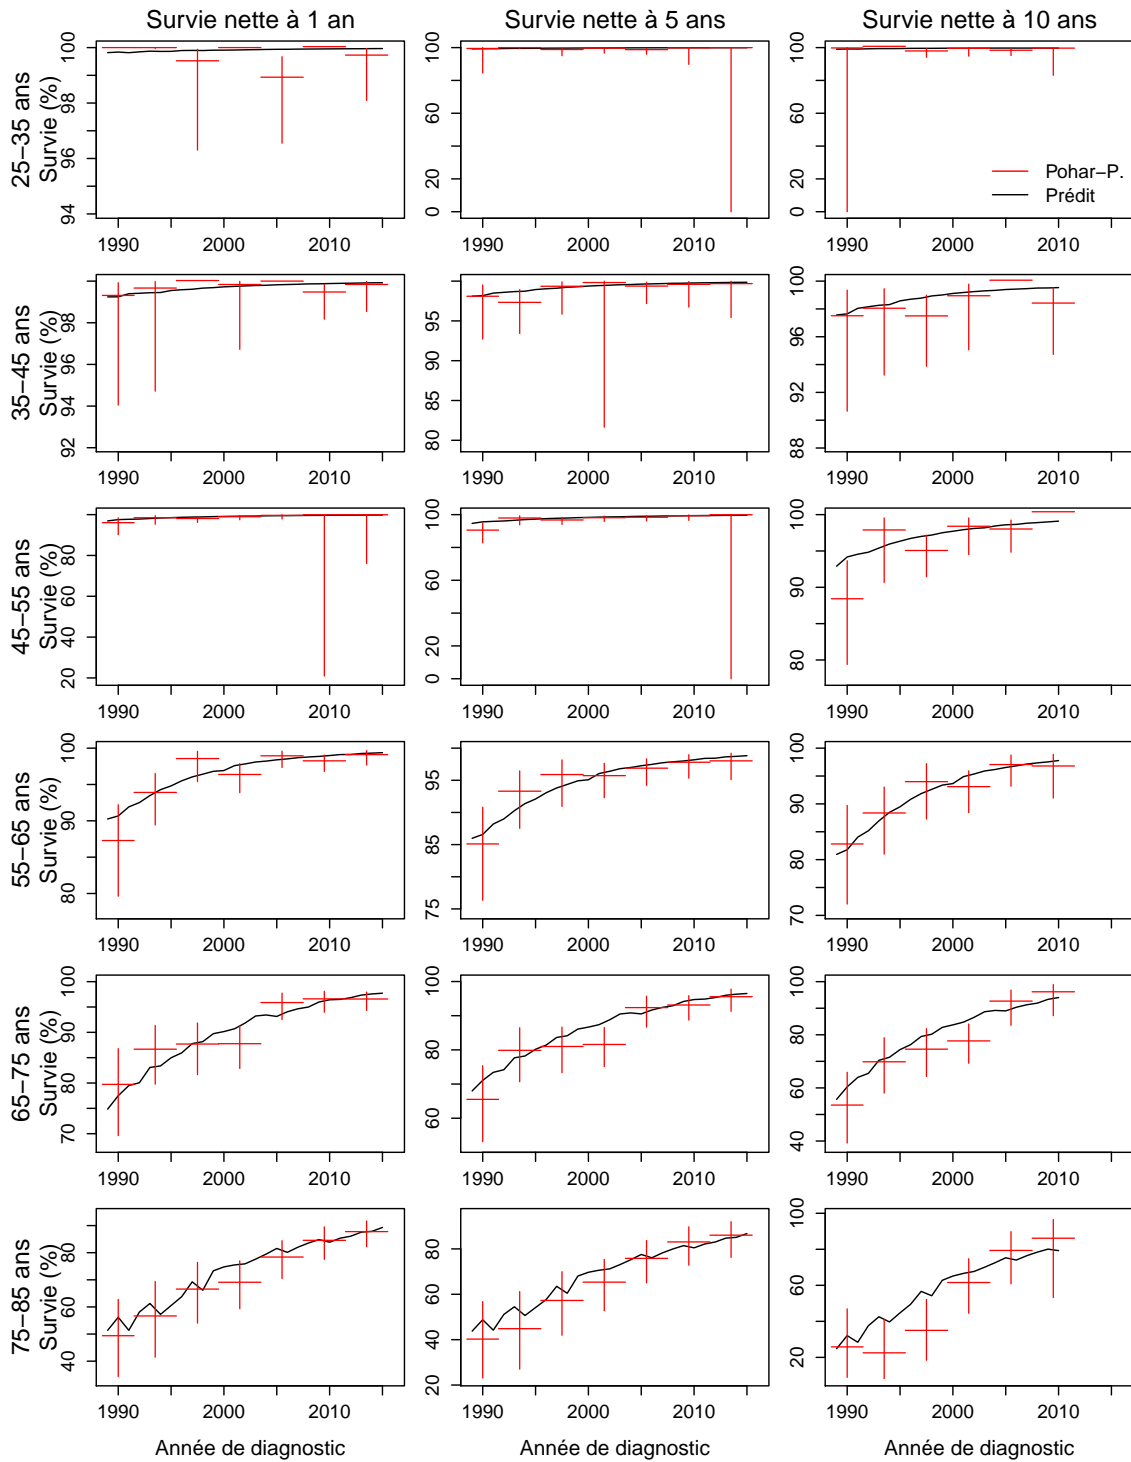 Survie nette à 1 an
Survie nette à 5 ans
Survie nette à 10 ans
25−35 ans
Survie (%)
94 96 98 100
1990 2000 2010
0 20 60 100
1990 2000 2010
0 20 60 100
1990 2000 2010
Pohar−P.
Prédit
35−45 ans
Survie (%)
92 94 96 98
1990 2000 2010
80 85 90 95
1990 2000 2010
88 92 96 100
1990 2000 2010
45−55 ans
Survie (%)
20 40 60 80
1990 2000 2010
0 20 40 60 80 100
1990 2000 2010
80 90 100
1990 2000 2010
55−65 ans
Survie (%)
80 90 100
1990 2000 2010
75 85 95
1990 2000 2010
70 80 90 100
1990 2000 2010
65−75 ans
Survie (%)
70 80 90 100
1990 2000 2010
60 80 100
1990 2000 2010
40 60 80 100
1990 2000 2010
75−85 ans
Survie (%)
40 60 80
1990 2000 2010
20 40 60 80
1990 2000 2010
20 60 100
1990 2000 2010
Année de diagnostic
Année de diagnostic
Année de diagnostic